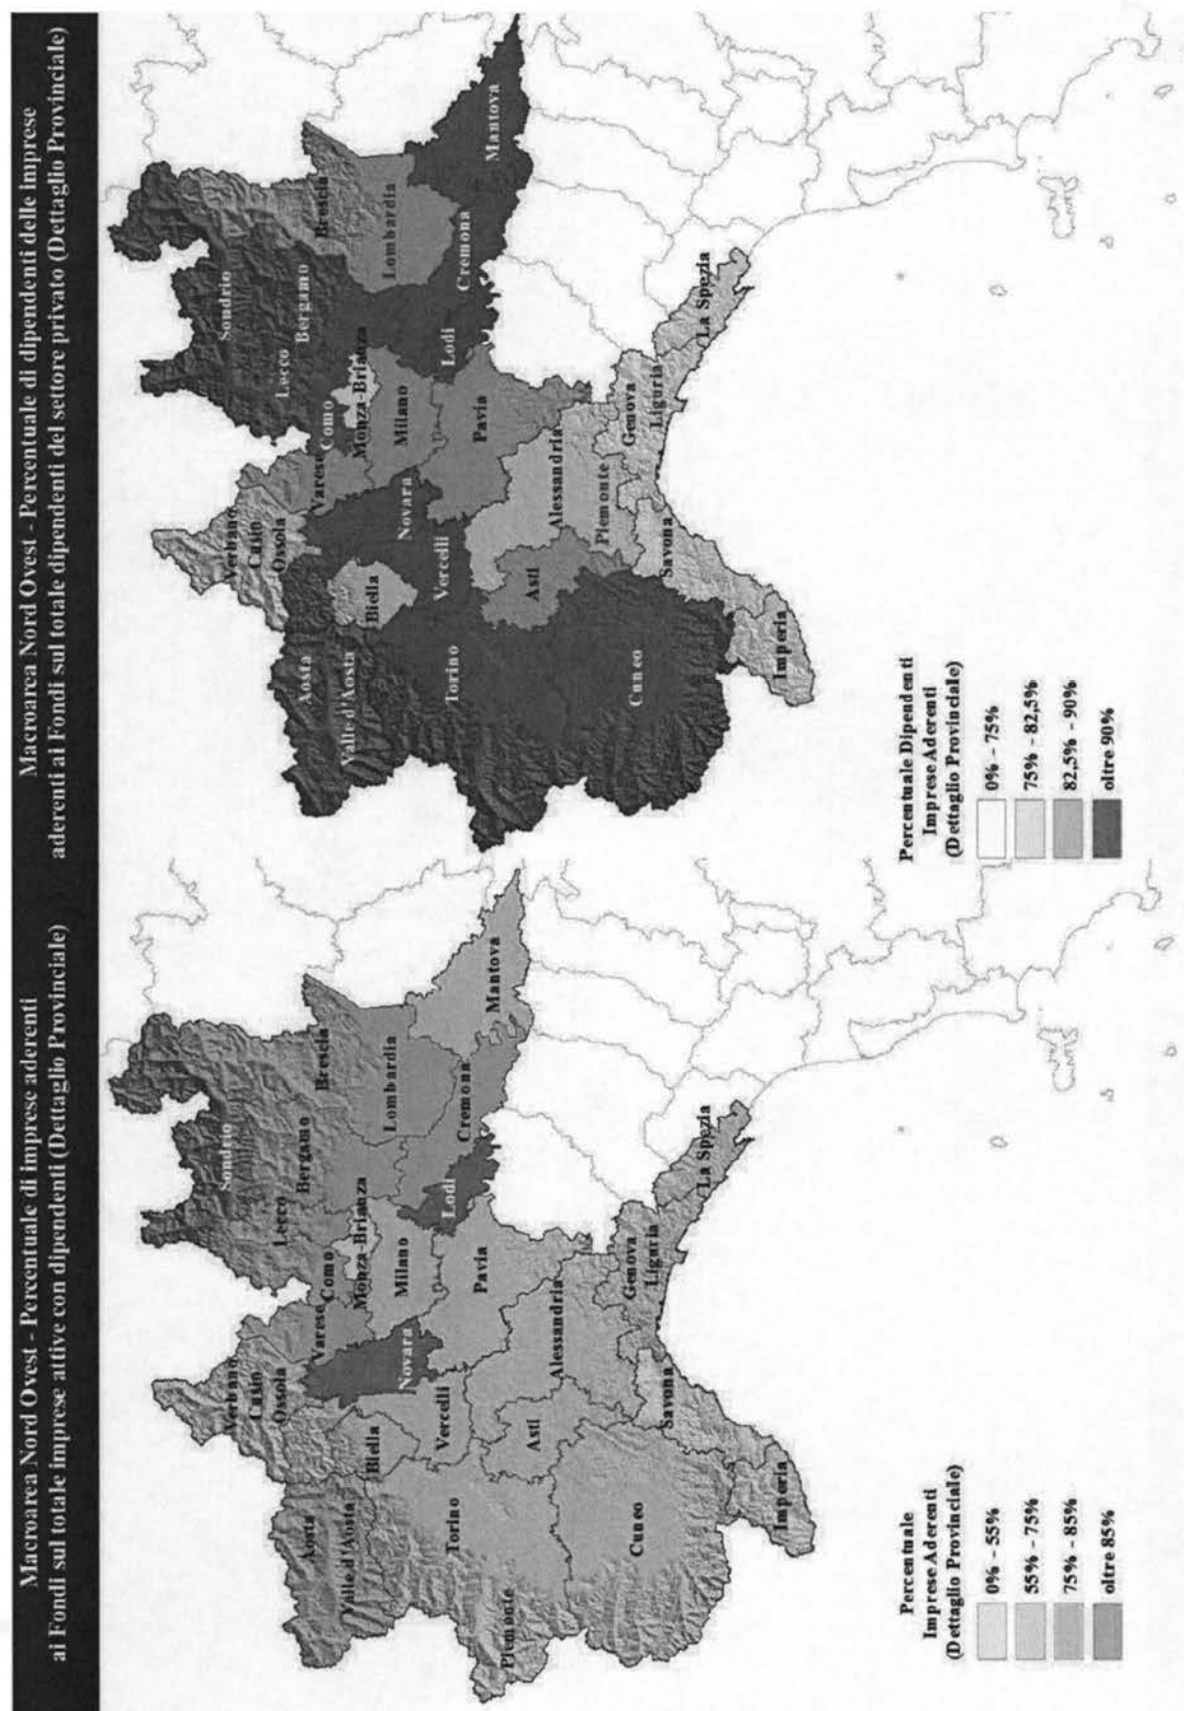 Macroarea Nord Ovest - Percentuale di imprese aderenti
ai Fondi sul totale imprese attive con dipendenti (Dettaglio Provinciale)
Verbano
Cusio
Ossola
Aosta
Valle d'Aosta
Biella
Varese
Como
Lecco
Sondrio
Bergamo
Brescia
Monza-Brianza
Milano
Lombardia
Novara
Vercelli
Torino
Piemonte
Lodi
Cremona
Mantova
Pavia
Asti
Alessandria
Cuneo
Genova
Liguria
Savona
La Spezia
Imperia
Percentuale
Imprese Aderenti
(Dettaglio Provinciale)
0% - 55%
55% - 75%
75% - 85%
oltre 85%
Macroarea Nord Ovest - Percentuale di dipendenti delle imprese
aderenti ai Fondi sul totale dipendenti del settore privato (Dettaglio Provinciale)
Verbano
Cusio
Ossola
Aosta
Valle d'Aosta
Biella
Varese
Como
Lecco
Sondrio
Bergamo
Brescia
Monza-Brianza
Milano
Lombardia
Novara
Vercelli
Torino
Lodi
Cremona
Mantova
Pavia
Asti
Alessandria
Piemonte
Cuneo
Genova
Liguria
Savona
La Spezia
Imperia
Percentuale Dipendenti
Imprese Aderenti
(Dettaglio Provinciale)
0% - 75%
75% - 82,5%
82,5% - 90%
oltre 90%